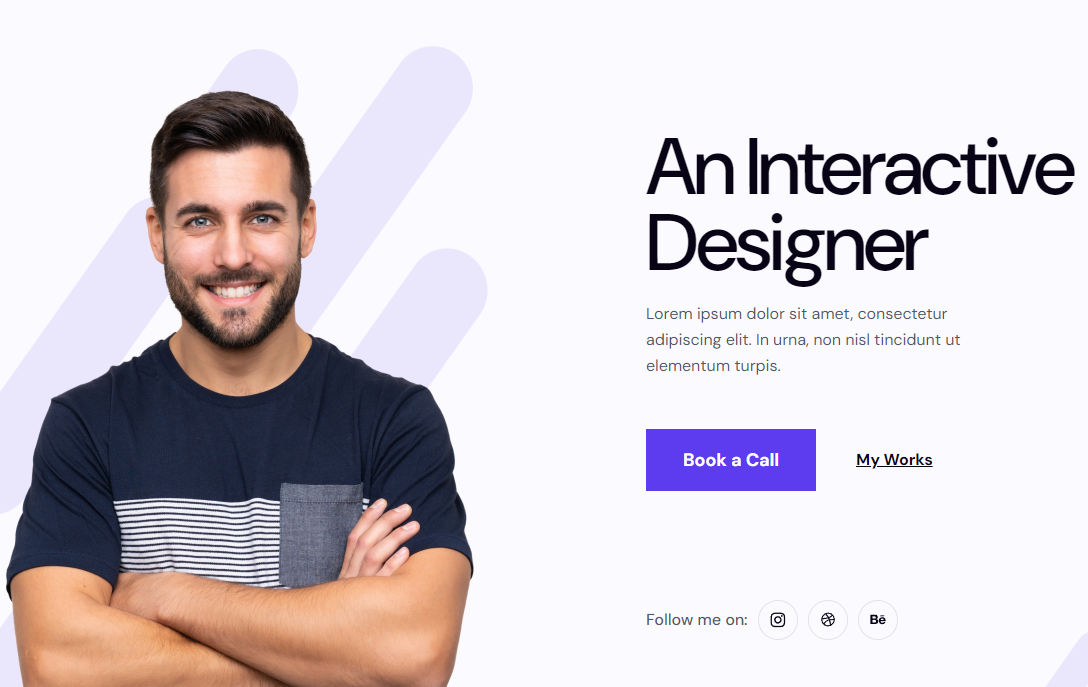 An Interactive
Designer
Lorem ipsum dolor sit amet, consectetur
adipiscing elit. In urna, non nisl tincidunt ut
elementum turpis.
Book a Call
My Works
Follow me on:
Bē